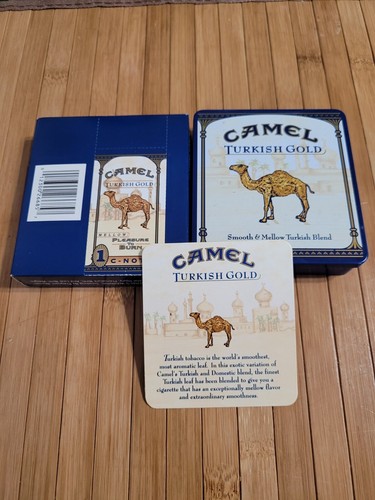 CAMEL
TURKISH GOLD
MELLOW
PLEASURE
TO
BURN
1 C-NO
CAMEL
TURKISH GOLD
Smooth & Mellow Turkish Blend
CAMEL
TURKISH GOLD
Turkish tobacco is the world's smoothest,
most aromatic leaf. In this exotic variation of
Camel's Turkish and Domestic blend, the finest
Turkish leaf has been blended to give you a
cigarette that has an exceptionally mellow flavor
and extraordinary smoothness.